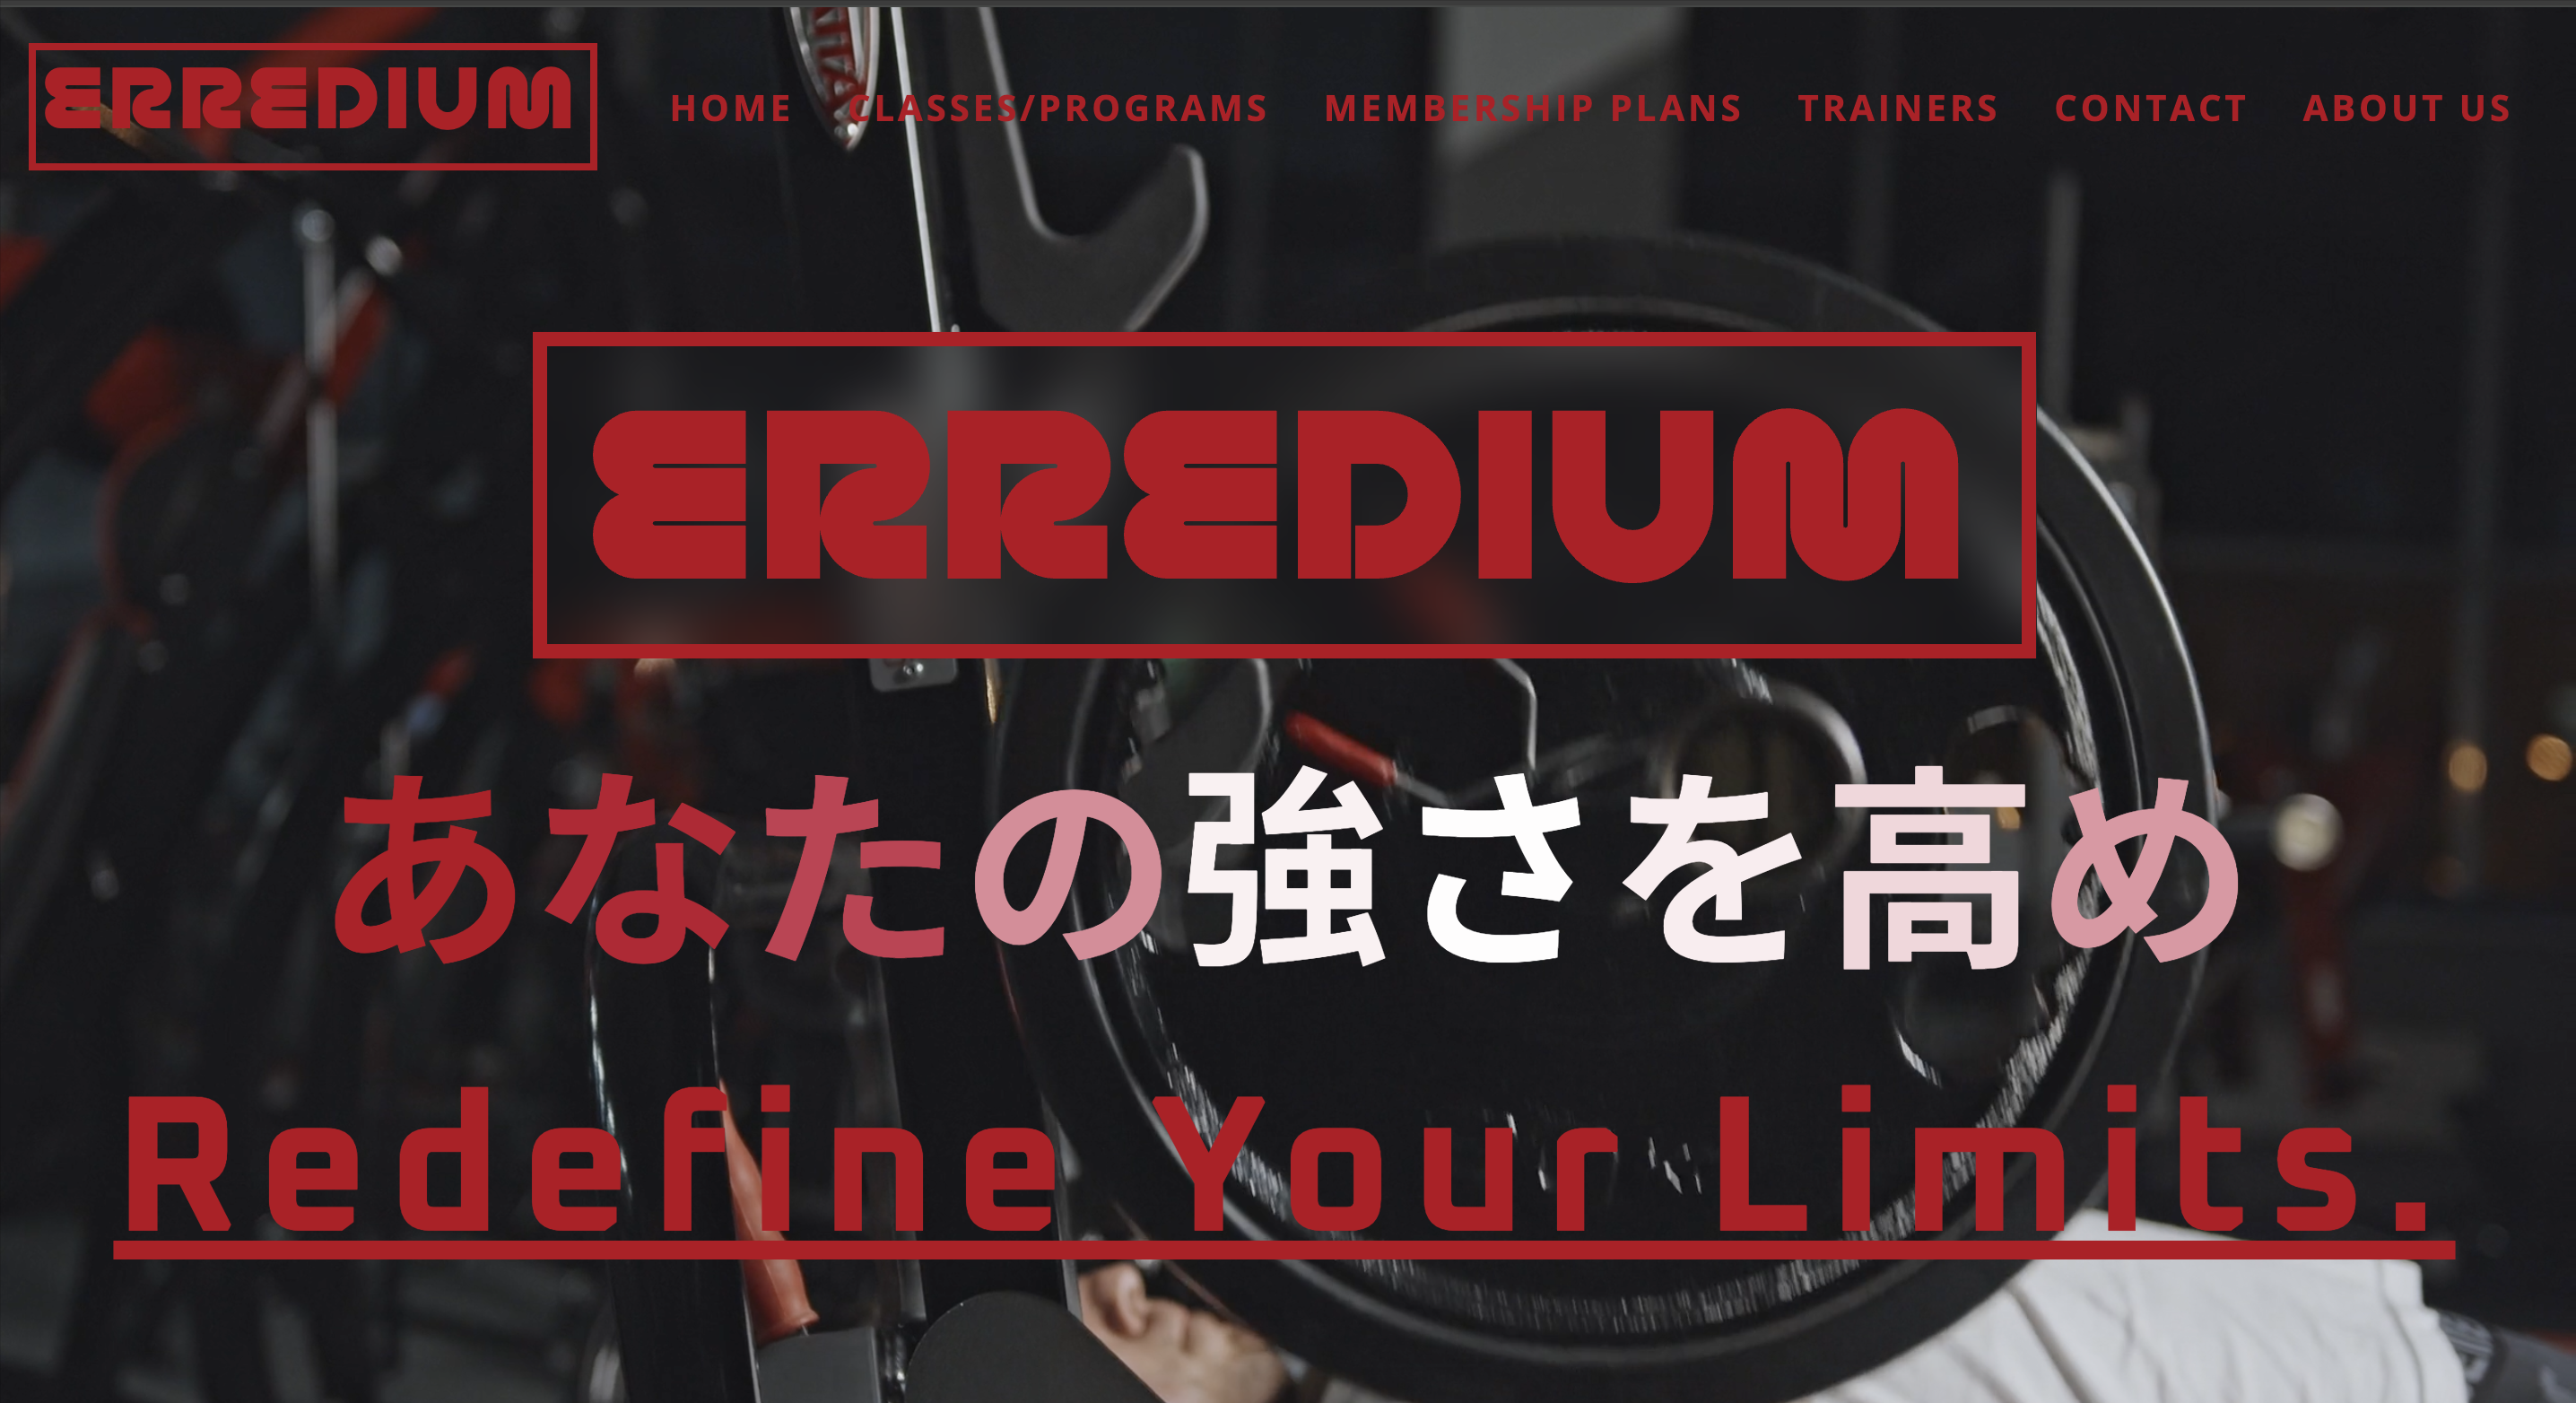 ERREDIUM
HOME CLASSES/PROGRAMS MEMBERSHIP PLANS TRAINERS CONTACT ABOUT US
ERREDIUM
あなたの強さを高め
Redefine Your Limits.